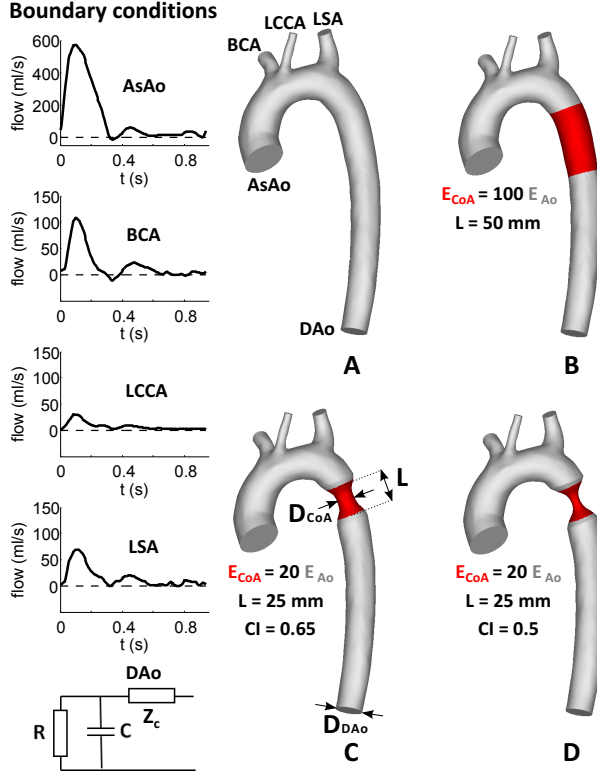 Boundary conditions
flow (ml/s)
600
400
200
0
AsAo
0 0.4 0.8
t (s)
flow (ml/s)
150
100
50
0
BCA
0 0.4 0.8
t (s)
flow (ml/s)
150
100
50
0
LCCA
0 0.4 0.8
t (s)
flow (ml/s)
150
100
50
0
LSA
0 0.4 0.8
t (s)
DAo
R
C
Zc
BCA
LCCA
LSA
AsAo
DAo
A
ECoA = 100 EAo
L = 50 mm
B
L
DCoA
ECoA = 20 EAo
L = 25 mm
CI = 0.65
DDAo
C
ECoA = 20 EAo
L = 25 mm
CI = 0.5
D